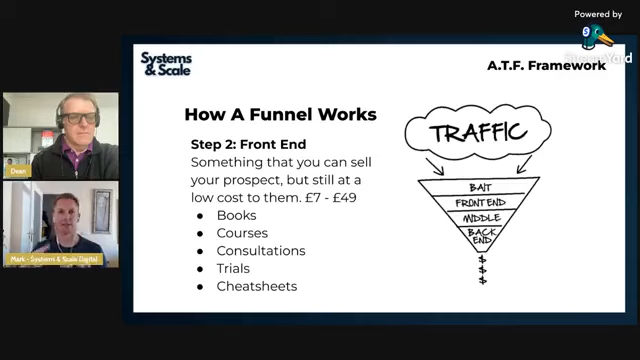 Powered by
StreamYard
Systems
& Scale
A.T.F. Framework
How A Funnel Works
Step 2: Front End
Something that you can sell
your prospect, but still at a
low cost to them. £7 - £49
● Books
● Courses
● Consultations
● Trials
● Cheatsheets
TRAFFIC
BAIT
FRONT END
MIDDLE
BACK
END
$
$
$
Dean
Mark - Systems & Scale Digital